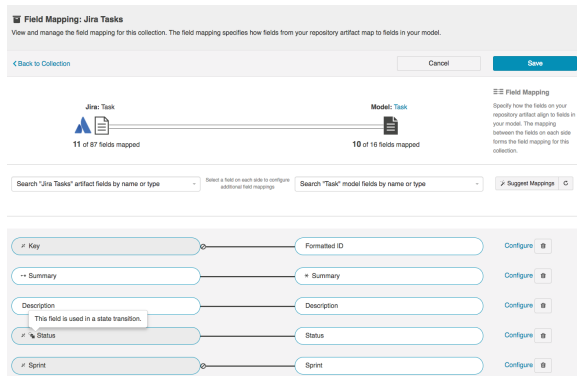 Field Mapping: Jira Tasks
View and manage the field mapping for this collection. The field mapping specifies how fields from your repository artifact map to fields in your model.
Back to Collection
Cancel
Save
Field Mapping
Specify how the fields on your
repository artifact align to fields in
your model. The mapping
between the fields on each side
forms the field mapping for this
collection.
Jira: Task
Model: Task
11 of 87 fields mapped
10 of 16 fields mapped
Search "Jira Tasks" artifact fields by name or type
Select a field on each side to configure
additional field mappings
Search "Task" model fields by name or type
Suggest Mappings
Key
Formatted ID
Configure
Summary
Summary
Configure
Description
Description
Configure
This field is used in a state transition.
Status
Status
Configure
Sprint
Sprint
Configure